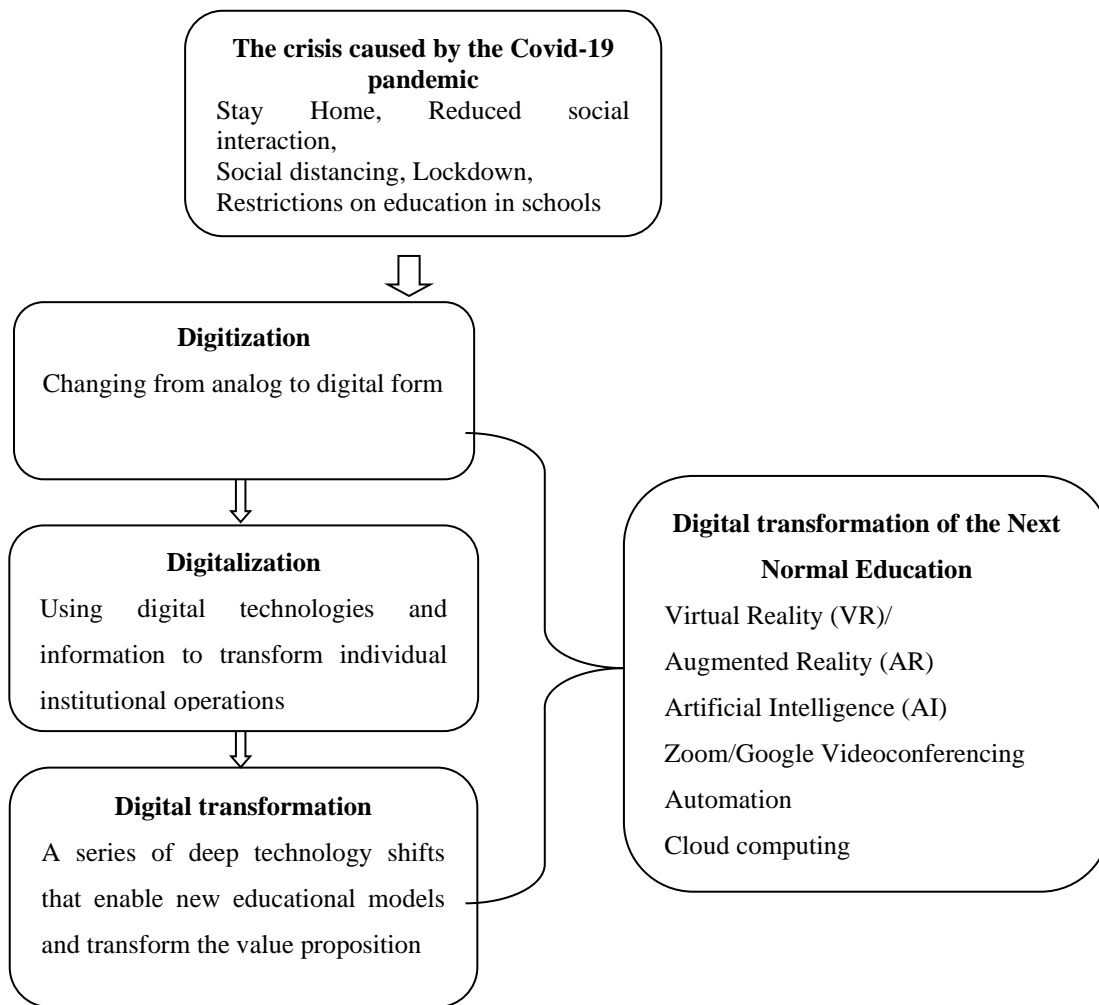 The crisis caused by the Covid-19
pandemic
Stay Home, Reduced social
interaction,
Social distancing, Lockdown,
Restrictions on education in schools
Digitization
Changing from analog to digital form
Digitalization
Using digital technologies and
information to transform individual
institutional operations
Digital transformation
A series of deep technology shifts
that enable new educational models
and transform the value proposition
Digital transformation of the Next
Normal Education
Virtual Reality (VR)/
Augmented Reality (AR)
Artificial Intelligence (AI)
Zoom/Google Videoconferencing
Automation
Cloud computing